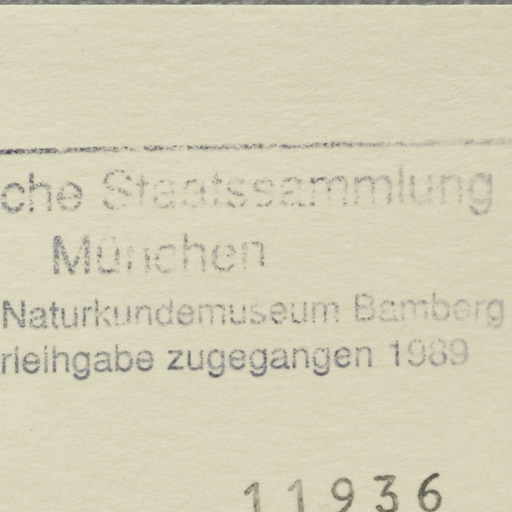 che Staatssammlung
München
Naturkundemuseum Bamberg
rleihgabe zugegangen 1989
11936